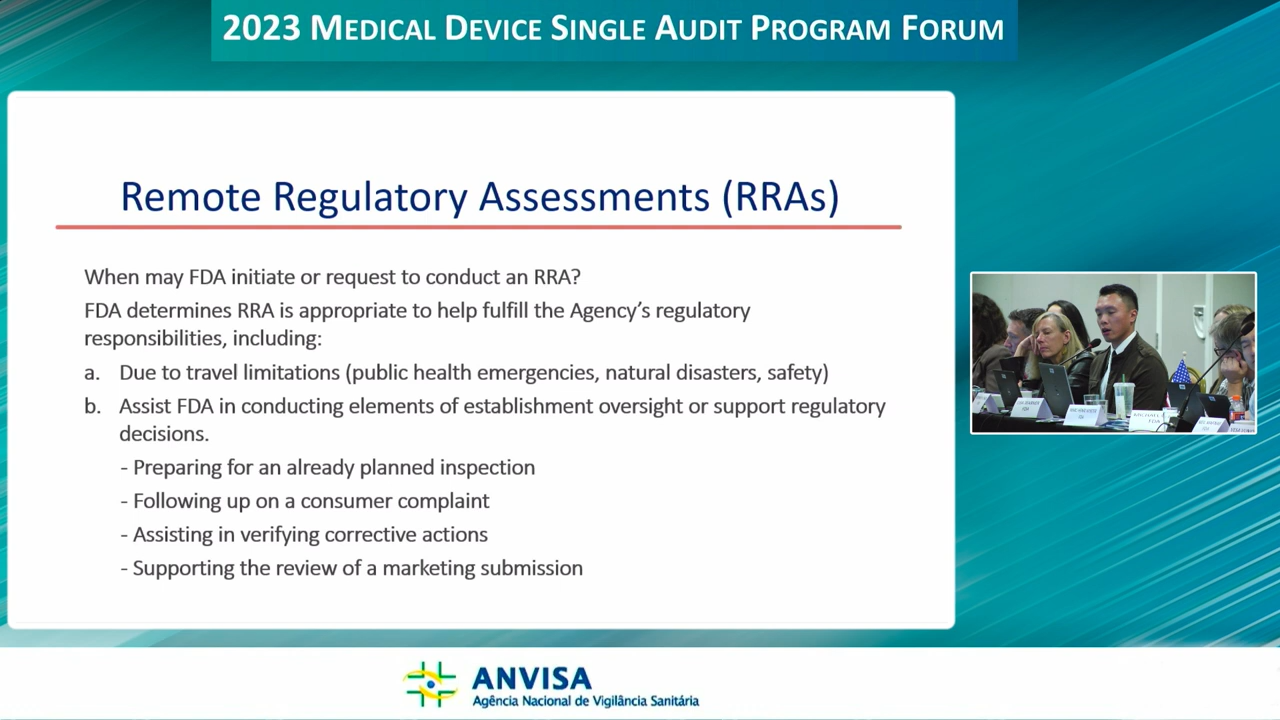 2023 MEDICAL DEVICE SINGLE AUDIT PROGRAM FORUM
Remote Regulatory Assessments (RRAs)
When may FDA initiate or request to conduct an RRA?
FDA determines RRA is appropriate to help fulfill the Agency's regulatory
responsibilities, including:
a. Due to travel limitations (public health emergencies, natural disasters, safety)
b. Assist FDA in conducting elements of establishment oversight or support regulatory
decisions.
- Preparing for an already planned inspection
- Following up on a consumer complaint
- Assisting in verifying corrective actions
- Supporting the review of a marketing submission
FDA
FDA
FDA
ANVISA
Agência Nacional de Vigilância Sanitária